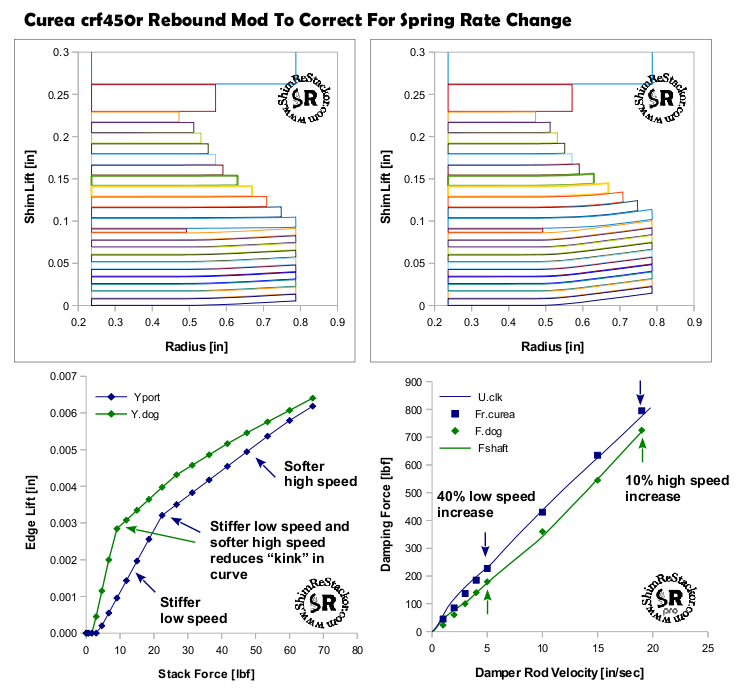 Curea crf450r Rebound Mod To Correct For Spring Rate Change
0.3
0.25
0.2
0.15
0.1
0.05
0
0.2 0.3 0.4 0.5 0.6 0.7 0.8 0.9
Shim Lift [in]
Radius [in]
www.ShimReStackor.com
SR
0.3
0.25
0.2
0.15
0.1
0.05
0
0.2 0.3 0.4 0.5 0.6 0.7 0.8 0.9
Shim Lift [in]
Radius [in]
www.ShimReStackor.com
SR
0.007
0.006
0.005
0.004
0.003
0.002
0.001
0.000
0 10 20 30 40 50 60 70 80
Edge Lift [in]
Stack Force [lbf]
Yport
Y.dog
Softer
high speed
Stiffer low speed and
softer high speed
reduces “kink” in
curve
Stiffer
low speed
www.ShimReStackor.com
SR
900
800
700
600
500
400
300
200
100
0
0 5 10 15 20 25
Damping Force [lbf]
Damper Rod Velocity [in/sec]
U.clk
Fr.curea
F.dog
Fshaft
40% low speed
increase
10% high speed
increase
www.ShimReStackor.com
SR
pro